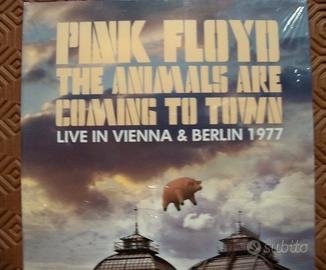 PINK FLOYD
THE ANIMALS ARE
COMING TO TOWN
LIVE IN VIENNA & BERLIN 1977
subito